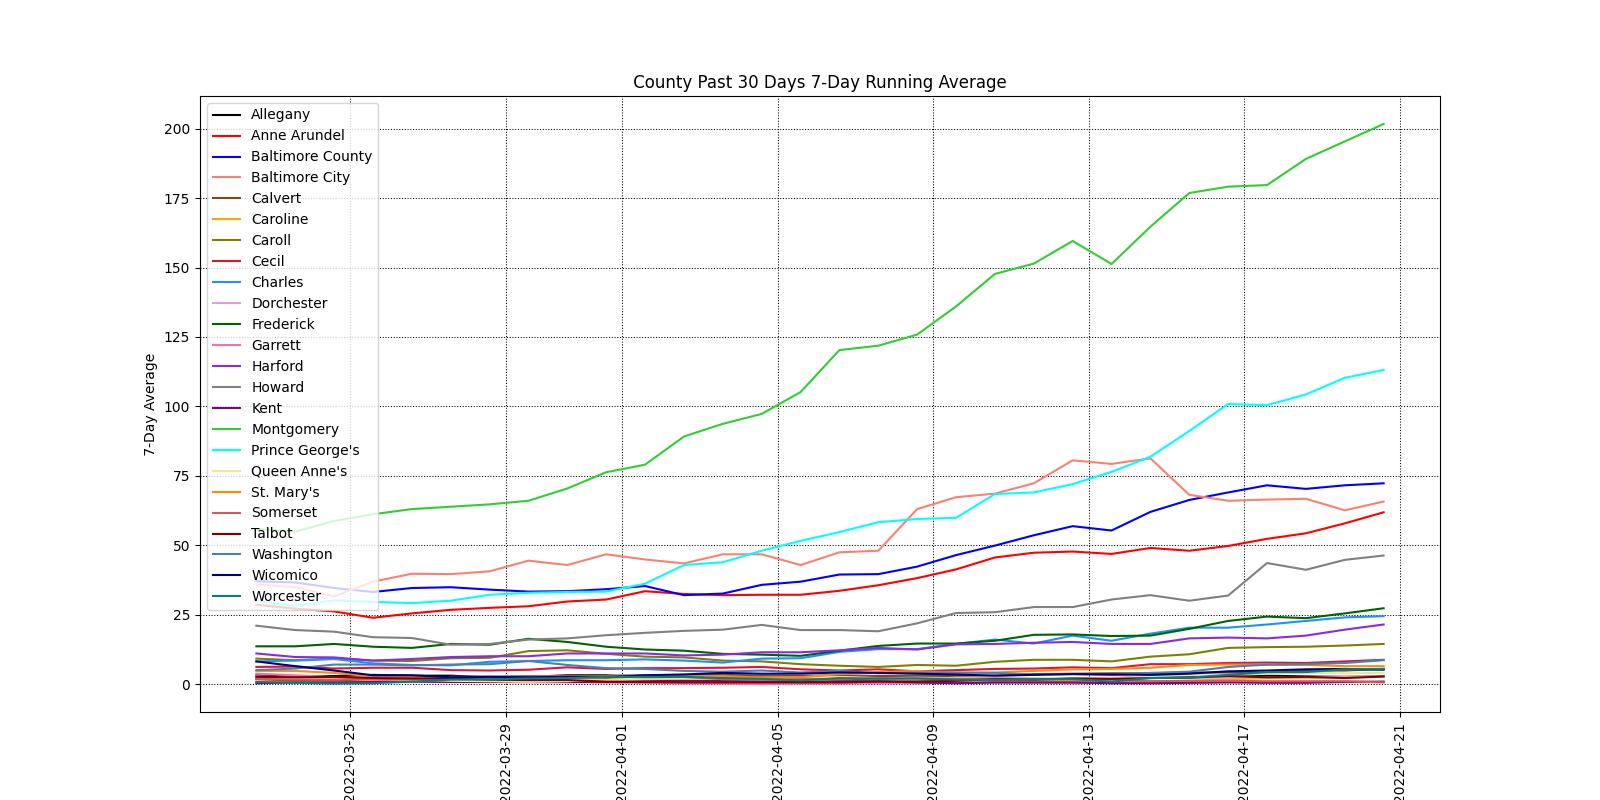 County Past 30 Days 7-Day Running Average
7-Day Average
200
175
150
125
100
75
50
25
0
Allegany
Anne Arundel
Baltimore County
Baltimore City
Calvert
Caroline
Caroll
Cecil
Charles
Dorchester
Frederick
Garrett
Harford
Howard
Kent
Montgomery
Prince George's
Queen Anne's
St. Mary's
Somerset
Talbot
Washington
Wicomico
Worcester
2022-03-25
2022-03-29
2022-04-01
2022-04-05
2022-04-09
2022-04-13
2022-04-17
2022-04-21